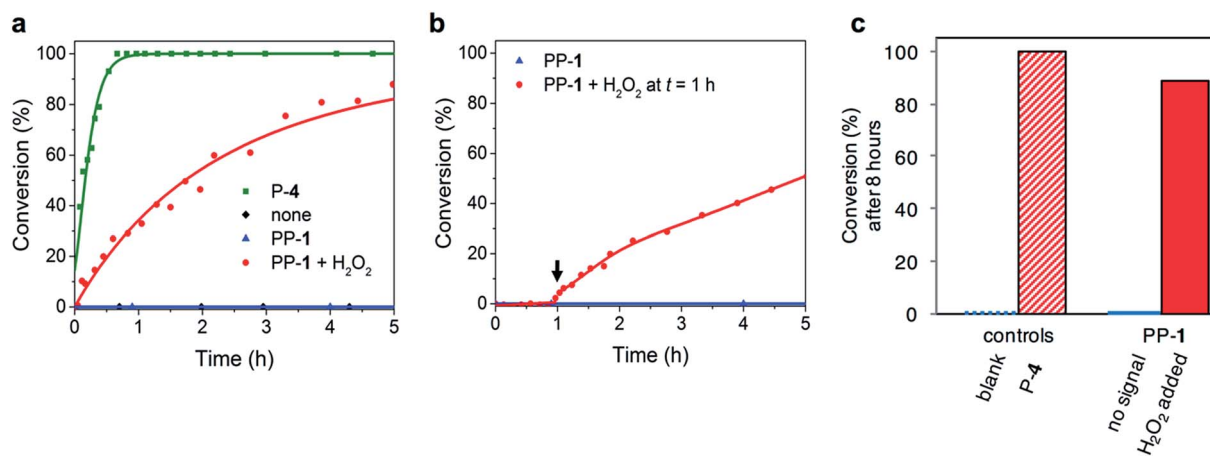 a
Conversion (%)
100
80
60
40
20
0
P-4
none
PP-1
PP-1 + H₂O₂
0 1 2 3 4 5
Time (h)
b
Conversion (%)
100
80
60
40
20
0
PP-1
PP-1 + H₂O₂ at t = 1 h
0 1 2 3 4 5
Time (h)
c
Conversion (%)
after 8 hours
100
80
60
40
20
0
controls PP-1
blank
P-4
no signal
H₂O₂ added